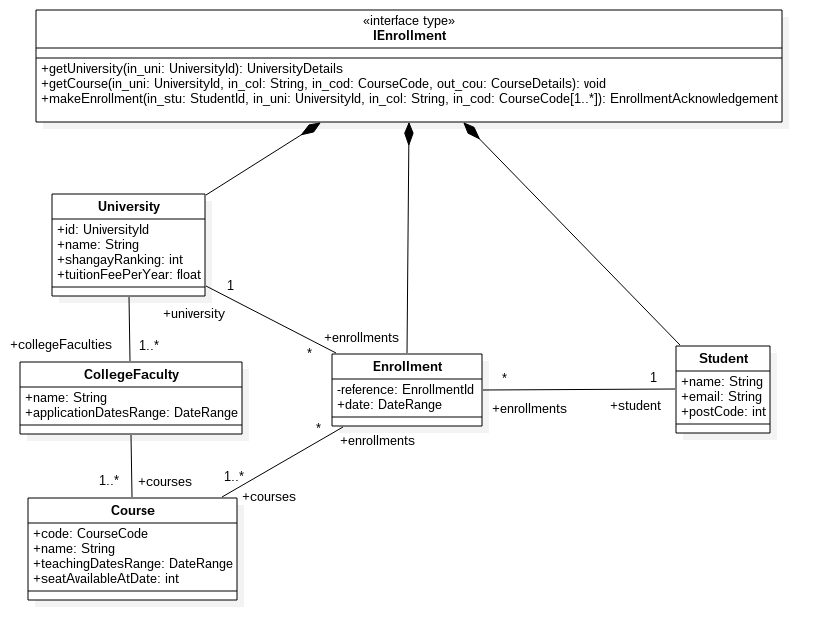 «interface type»
IEnrollment
+getUniversity(in_uni: UniversityId): UniversityDetails
+getCourse(in_uni: UniversityId, in_col: String, in_cod: CourseCode, out_cou: CourseDetails): void
+makeEnrollment(in_stu: StudentId, in_uni: UniversityId, in_col: String, in_cod: CourseCode[1..*]): EnrollmentAcknowledgement
University
+id: UniversityId
+name: String
+shangayRanking: int
+tuitionFeePerYear: float
1
+university
*
+enrollments
+collegeFaculties
1..*
CollegeFaculty
+name: String
+applicationDatesRange: DateRange
Enrollment
-reference: EnrollmentId
+date: DateRange
*
+enrollments
1
+student
Student
+name: String
+email: String
+postCode: int
*
+enrollments
1..*
+courses
1..*
+courses
Course
+code: CourseCode
+name: String
+teachingDatesRange: DateRange
+seatAvailableAtDate: int